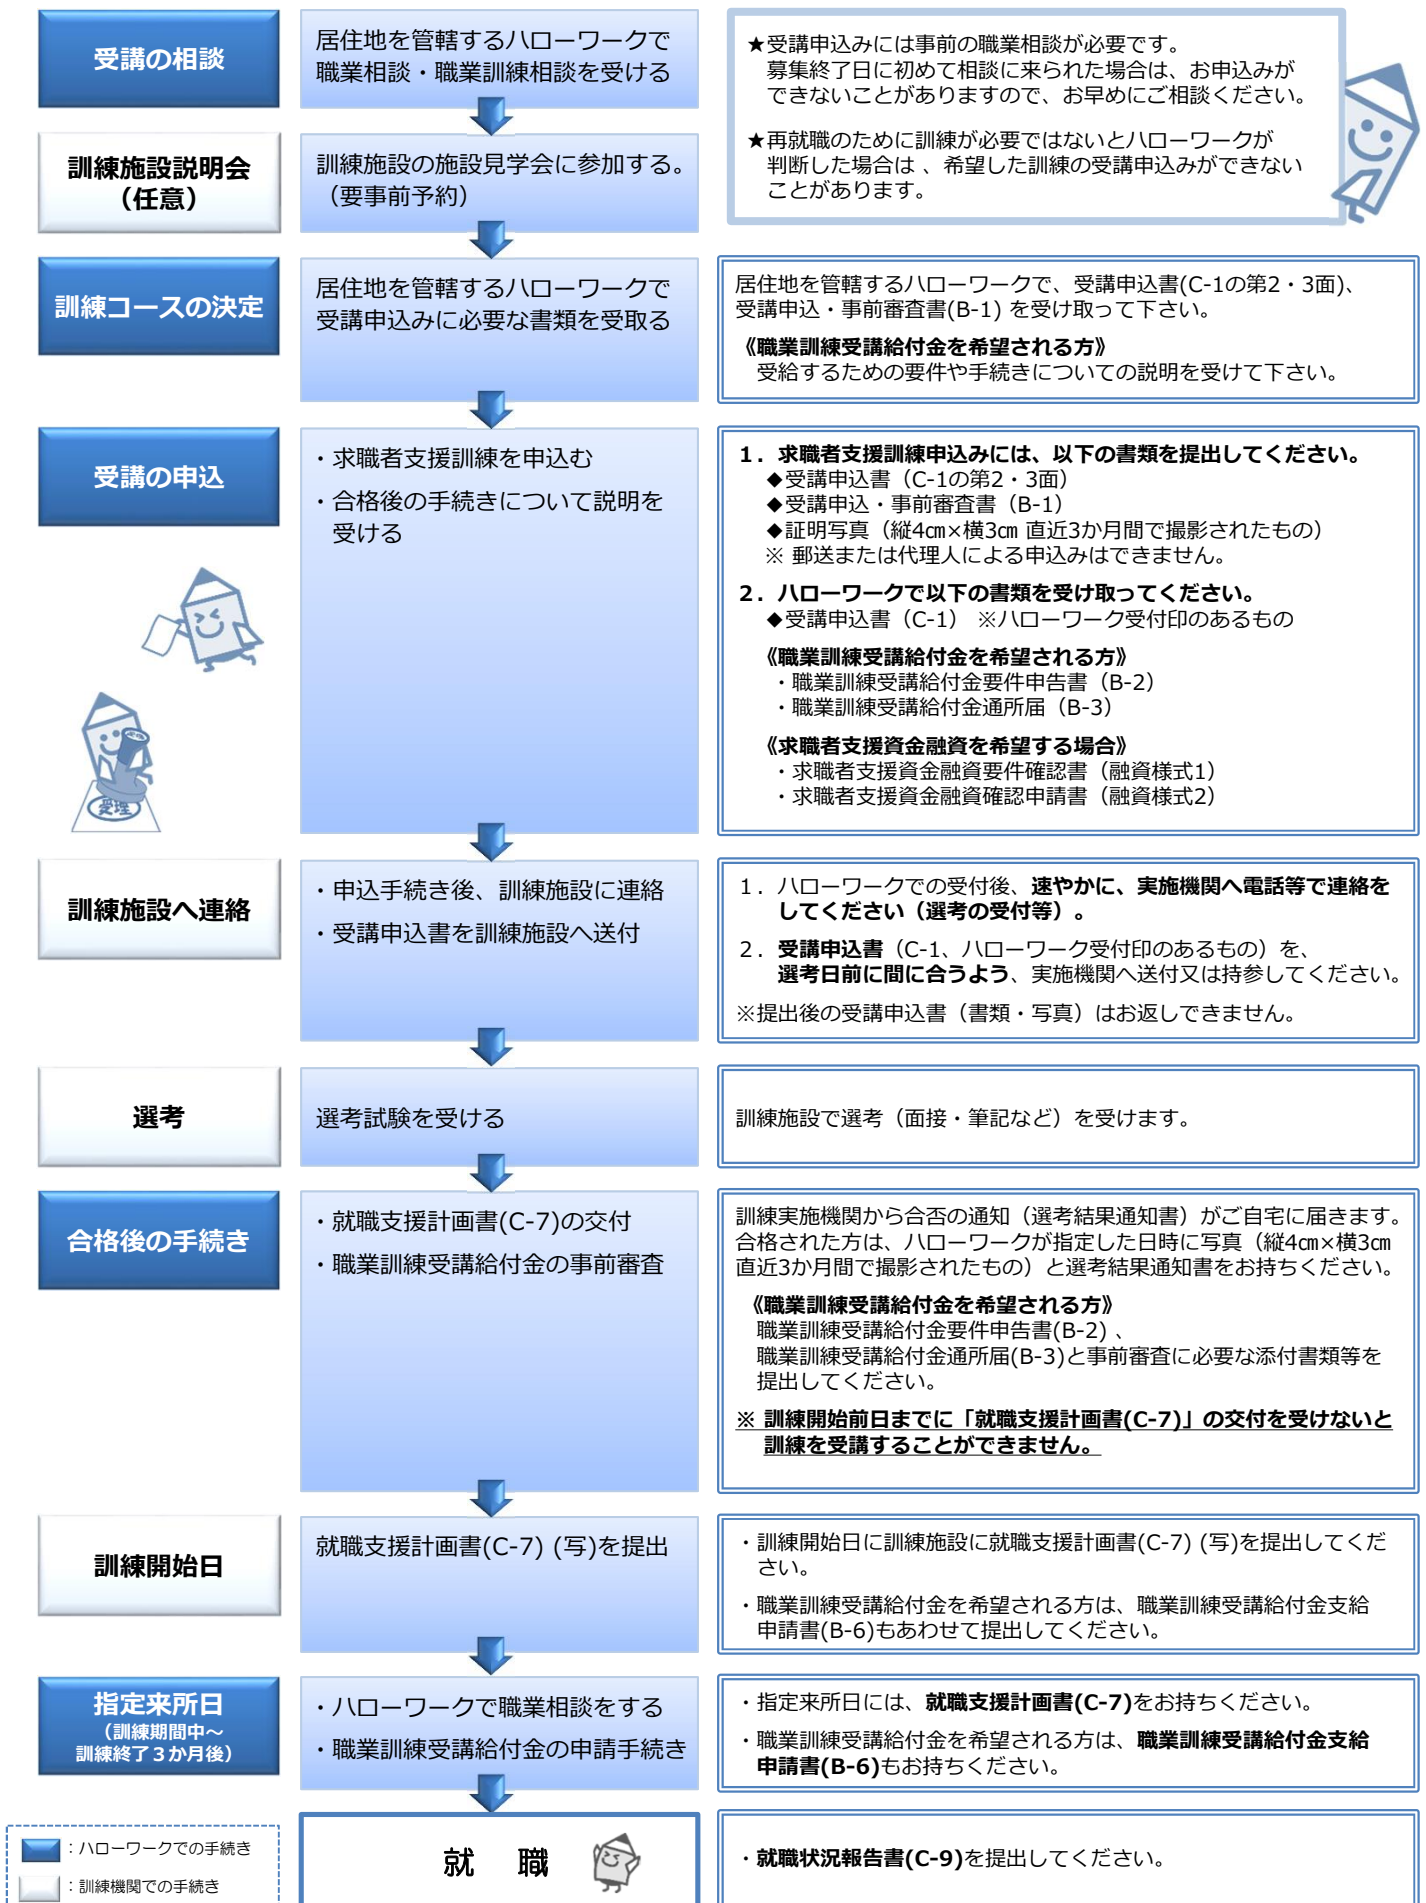 受講の相談
居住地を管轄するハローワークで
職業相談・職業訓練相談を受ける
★受講申込みには事前の職業相談が必要です。
募集終了日に初めて相談に来られた場合は、お申込みが
できないことがありますので、お早めにご相談ください。
★再就職のために訓練が必要ではないとハローワークが
判断した場合は 、希望した訓練の受講申込みができない
ことがあります。
訓練施設説明会
（任意）
訓練施設の施設見学会に参加する。
（要事前予約）
訓練コースの決定
居住地を管轄するハローワークで
受講申込みに必要な書類を受取る
居住地を管轄するハローワークで、受講申込書(C-1の第2・3面)、
受講申込・事前審査書(B-1) を受け取って下さい。
《職業訓練受講給付金を希望される方》
受給するための要件や手続きについての説明を受けて下さい。
受講の申込
・求職者支援訓練を申込む
・合格後の手続きについて説明を
受ける
1．求職者支援訓練申込みには、以下の書類を提出してください。
◆受講申込書（C-1の第2・3面）
◆受講申込・事前審査書（B-1）
◆証明写真（縦4㎝×横3㎝ 直近3か月間で撮影されたもの）
※ 郵送または代理人による申込みはできません。
2．ハローワークで以下の書類を受け取ってください。
◆受講申込書（C-1） ※ハローワーク受付印のあるもの
《職業訓練受講給付金を希望される方》
・職業訓練受講給付金要件申告書（B-2）
・職業訓練受講給付金通所届（B-3）
《求職者支援資金融資を希望する場合》
・求職者支援資金融資要件確認書（融資様式1）
・求職者支援資金融資確認申請書（融資様式2）
受理
訓練施設へ連絡
・申込手続き後、訓練施設に連絡
・受講申込書を訓練施設へ送付
1．ハローワークでの受付後、速やかに、実施機関へ電話等で連絡を
してください（選考の受付等）。
2．受講申込書（C-1、ハローワーク受付印のあるもの）を、
選考日前に間に合うよう、実施機関へ送付又は持参してください。
※提出後の受講申込書（書類・写真）はお返しできません。
選考
選考試験を受ける
訓練施設で選考（面接・筆記など）を受けます。
合格後の手続き
・就職支援計画書(C-7)の交付
・職業訓練受講給付金の事前審査
訓練実施機関から合否の通知（選考結果通知書）がご自宅に届きます。
合格された方は、ハローワークが指定した日時に写真（縦4㎝×横3㎝
直近3か月間で撮影されたもの）と選考結果通知書をお持ちください。
《職業訓練受講給付金を希望される方》
職業訓練受講給付金要件申告書(B-2) 、
職業訓練受講給付金通所届(B-3)と事前審査に必要な添付書類等を
提出してください。
※ 訓練開始前日までに「就職支援計画書(C-7)」の交付を受けないと
訓練を受講することができません。
訓練開始日
就職支援計画書(C-7) (写)を提出
・訓練開始日に訓練施設に就職支援計画書(C-7) (写)を提出してくだ
さい。
・職業訓練受講給付金を希望される方は、職業訓練受講給付金支給
申請書(B-6)もあわせて提出してください。
指定来所日
（訓練期間中～
訓練終了３か月後）
・ハローワークで職業相談をする
・職業訓練受講給付金の申請手続き
・指定来所日には、就職支援計画書(C-7)をお持ちください。
・職業訓練受講給付金を希望される方は、職業訓練受講給付金支給
申請書(B-6)もお持ちください。
：ハローワークでの手続き
：訓練機関での手続き
就 職
・就職状況報告書(C-9)を提出してください。